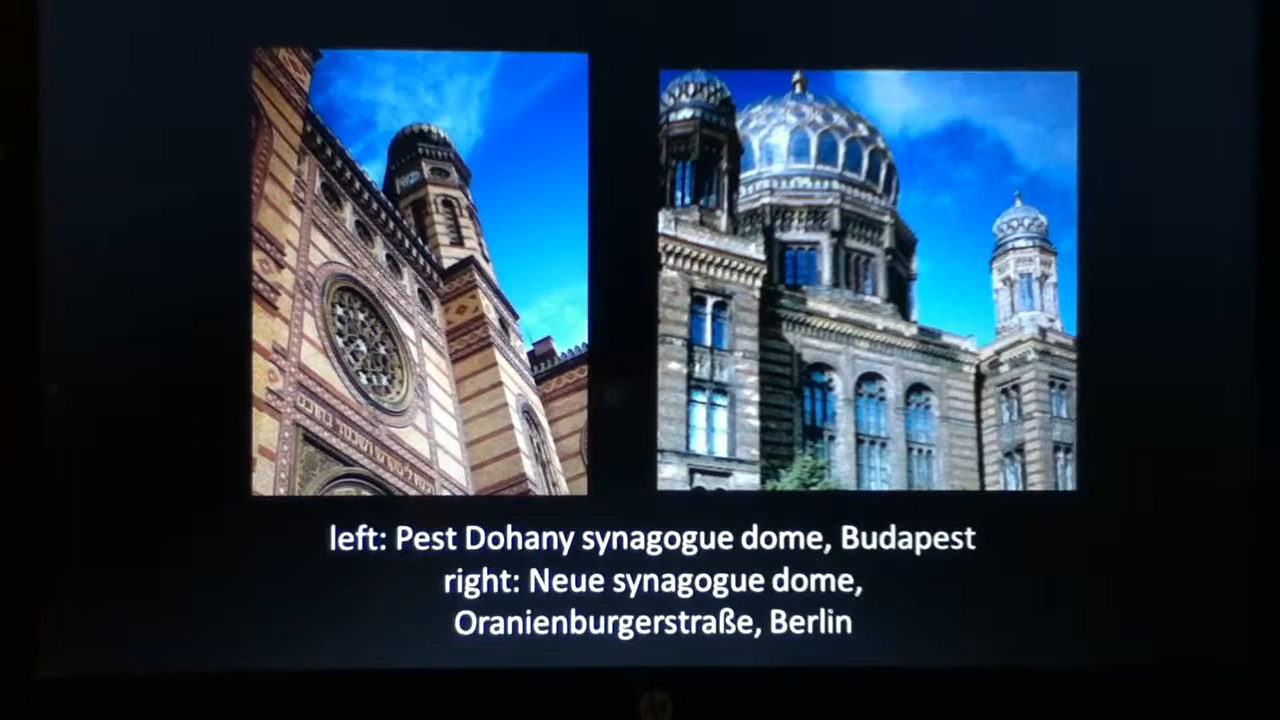 left: Pest Dohany synagogue dome, Budapest
right: Neue synagogue dome,
Oranienburgerstraße, Berlin